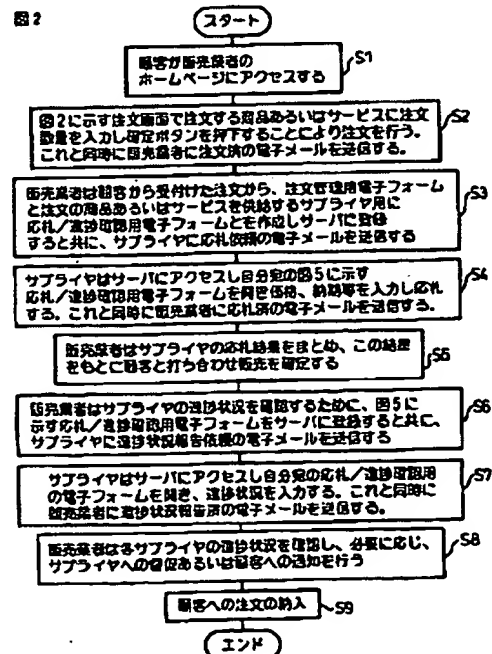 図2
スタート
顧客が販売業者の
ホームページにアクセスする
S1
図2に示す注文画面で注文する商品あるいはサービスに注文
数量を入力し確定ボタンを押下することにより注文を行う。
これと同時に販売業者に注文済の電子メールを送信する。
S2
販売業者は顧客から受付けた注文から、注文管理用電子フォーム
と注文の商品あるいはサービスを供給するサプライヤ用に
応札/進捗確認用電子フォームとを作成しサーバに登録
すると共に、サプライヤに応札依頼の電子メールを送信する
S3
サプライヤはサーバにアクセスし自分宛の図5に示す
応札/進捗確認用電子フォームを開き価格、納期等を入力し応札
する。これと同時に販売業者に応札済の電子メールを送信する。
S4
販売業者はサプライヤの応札結果をまとめ、この結果
をもとに顧客と打ち合わせ販売を確定する
S5
販売業者はサプライヤの進捗状況を確認するために、図5に
示す応札/進捗確認用電子フォームをサーバに登録すると共に、
サプライヤに進捗状況報告依頼の電子メールを送信する
S6
サプライヤはサーバにアクセスし自分宛の応札/進捗確認用
の電子フォームを開き、進捗状況を入力する。これと同時に
販売業者に進捗状況報告済の電子メールを送信する。
S7
販売業者は各サプライヤの進捗状況を確認し、必要に応じ、
サプライヤへの督促あるいは顧客への通知を行う
S8
顧客への注文の納入
S9
エンド